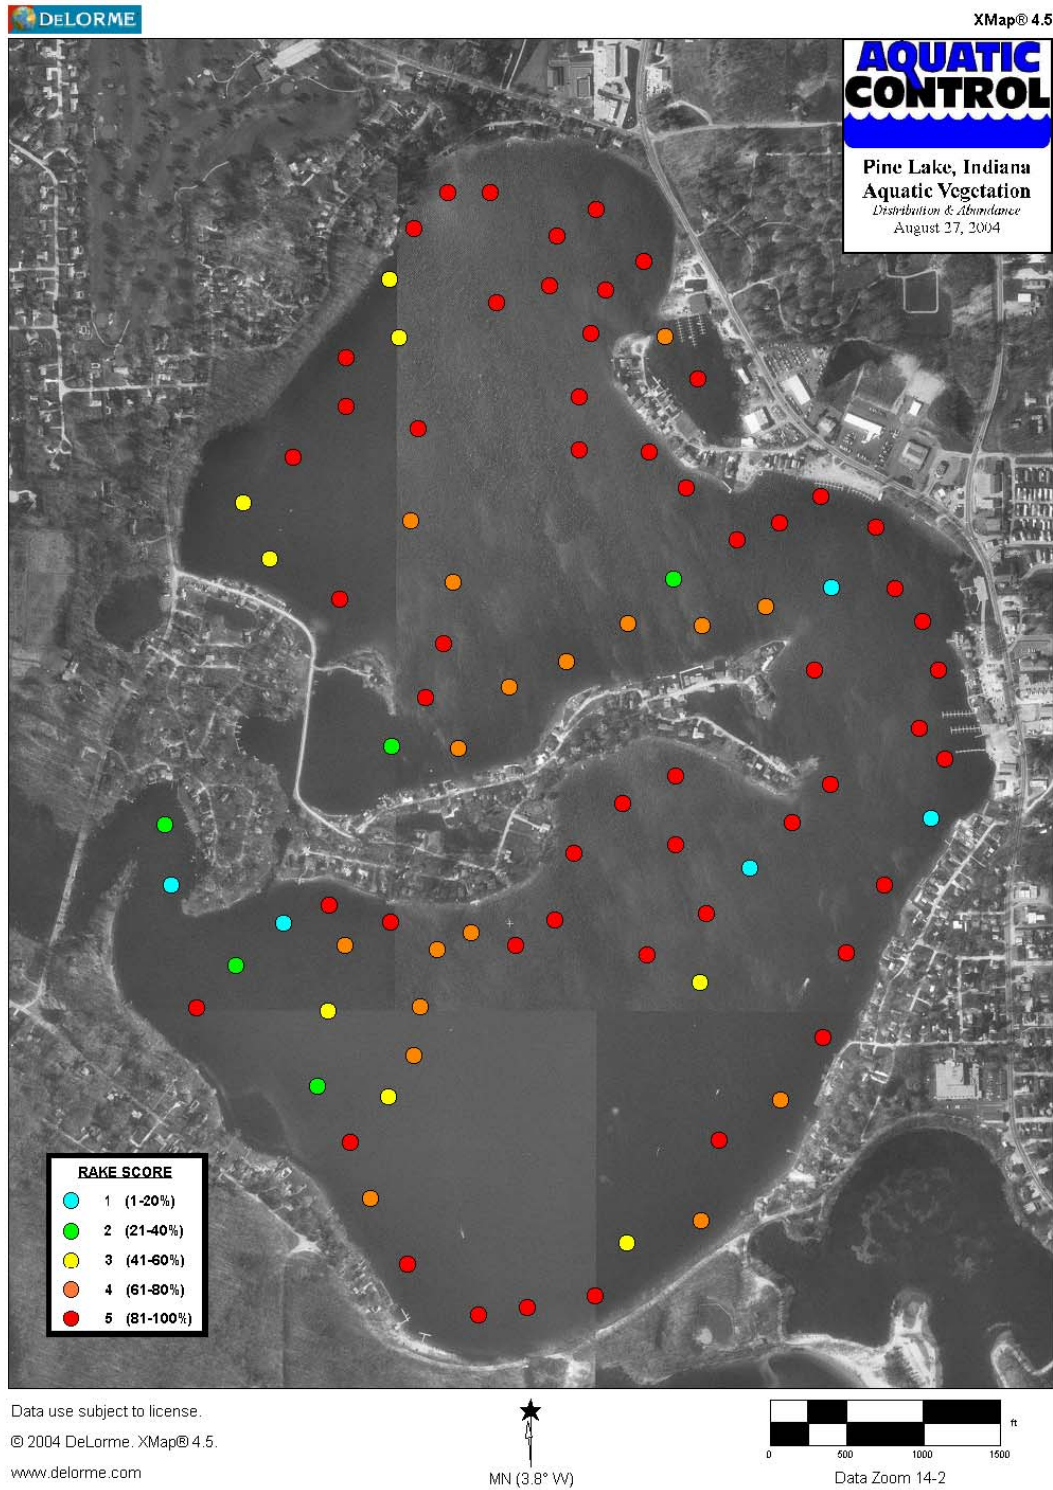 DELORME
XMap® 4.5
AQUATIC
CONTROL
Pine Lake, Indiana
Aquatic Vegetation
Distribution & Abundance
August 27, 2004
RAKE SCORE
1 (1-20%)
2 (21-40%)
3 (41-60%)
4 (61-80%)
5 (81-100%)
Data use subject to license.
© 2004 DeLorme. XMap® 4.5.
www.delorme.com
MN (3.8° W)
ft
0 500 1000 1500
Data Zoom 14-2